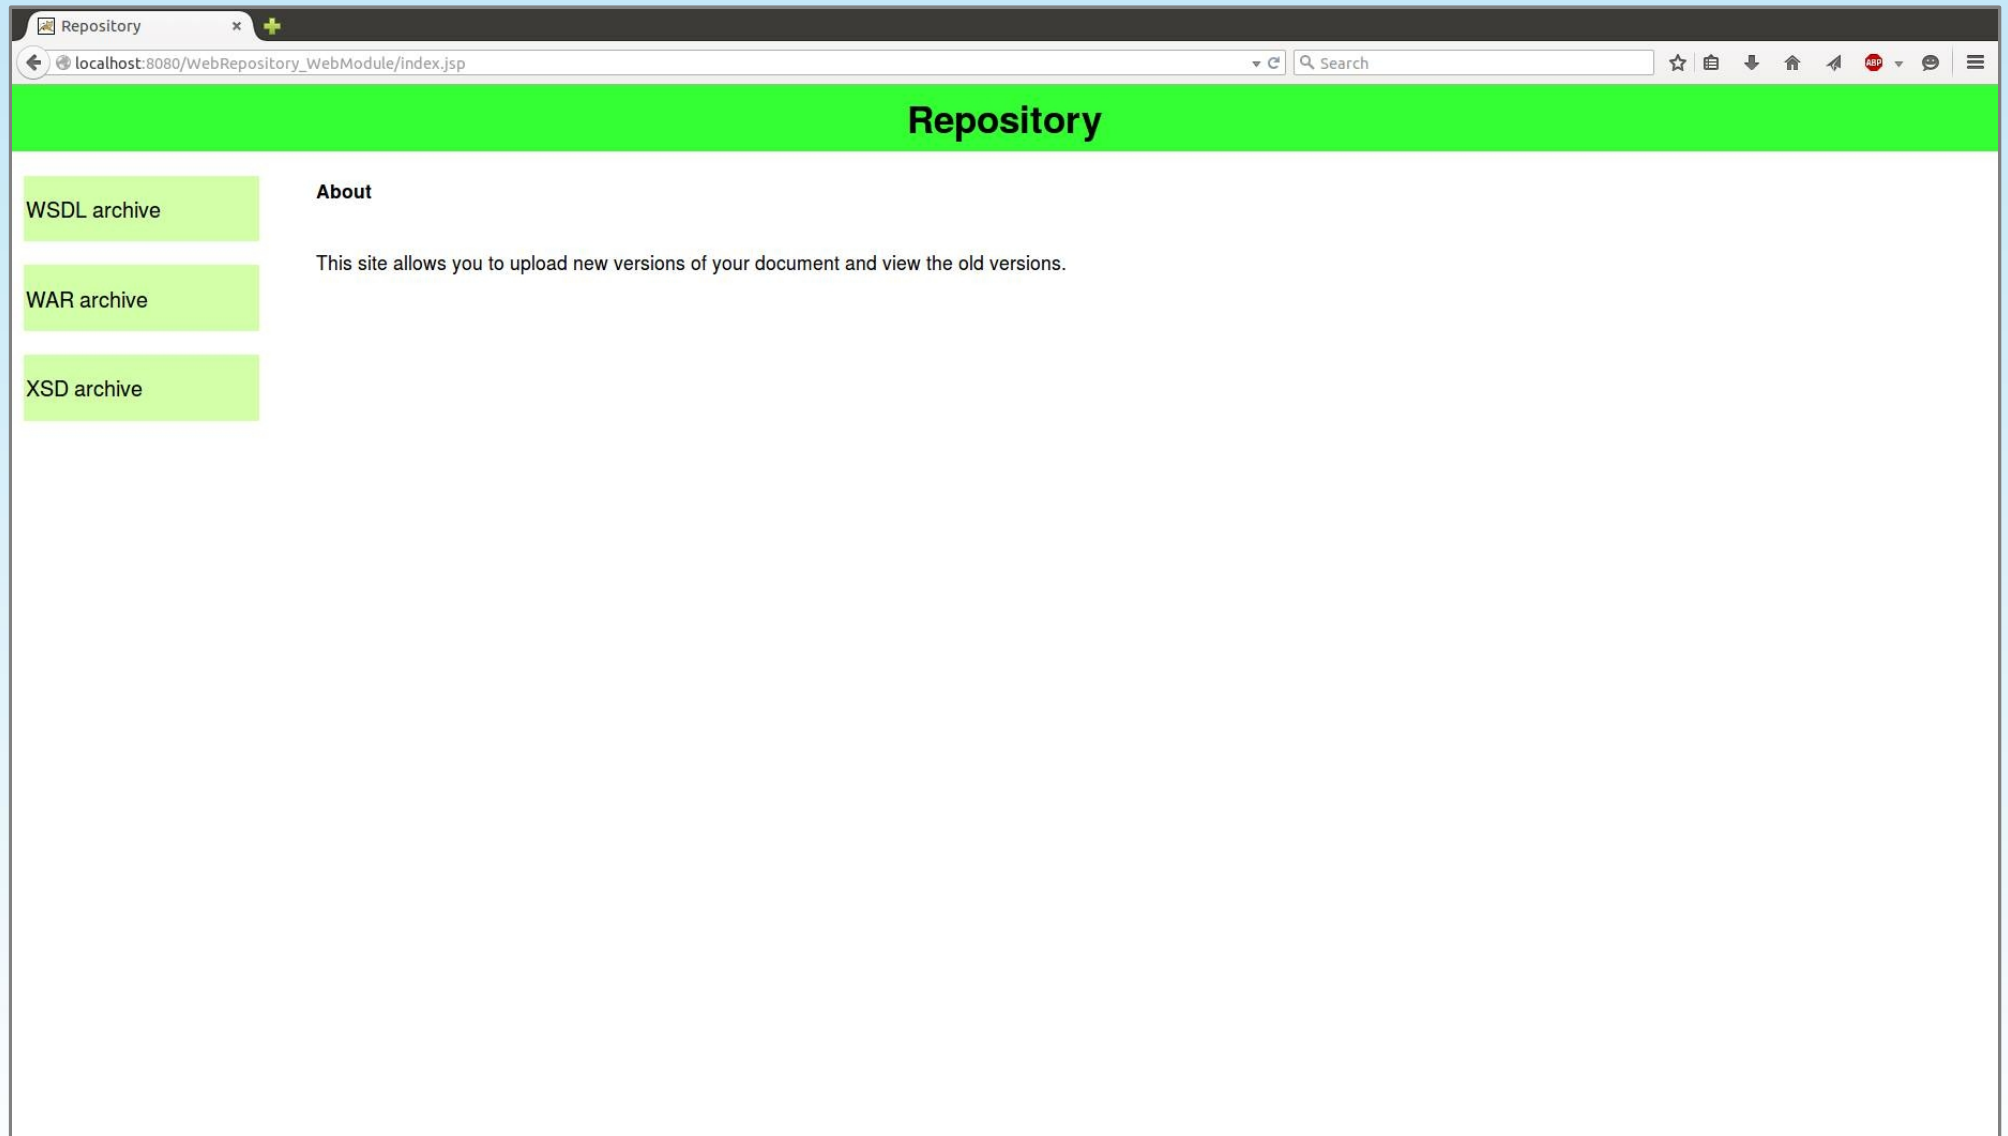 Repository
localhost:8080/WebRepository_WebModule/index.jsp
Search
ABP
Repository
WSDL archive
WAR archive
XSD archive
About
This site allows you to upload new versions of your document and view the old versions.